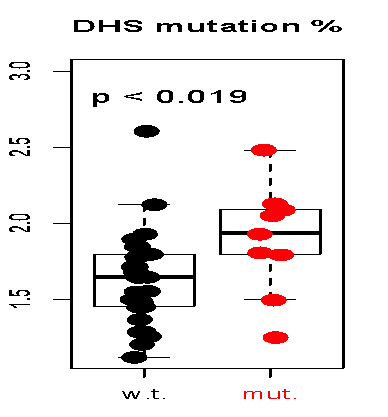 DHS mutation %
p < 0.019
3.0
2.5
2.0
1.5
w.t.
mut.